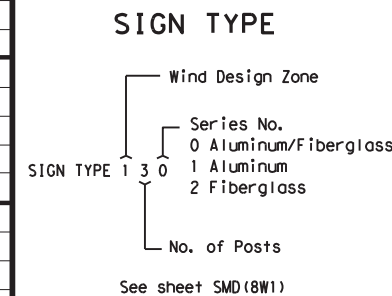 SIGN TYPE
Wind Design Zone
Series No.
0 Aluminum/Fiberglass
SIGN TYPE 1 3 0
1 Aluminum
2 Fiberglass
No. of Posts
See sheet SMD(8W1)